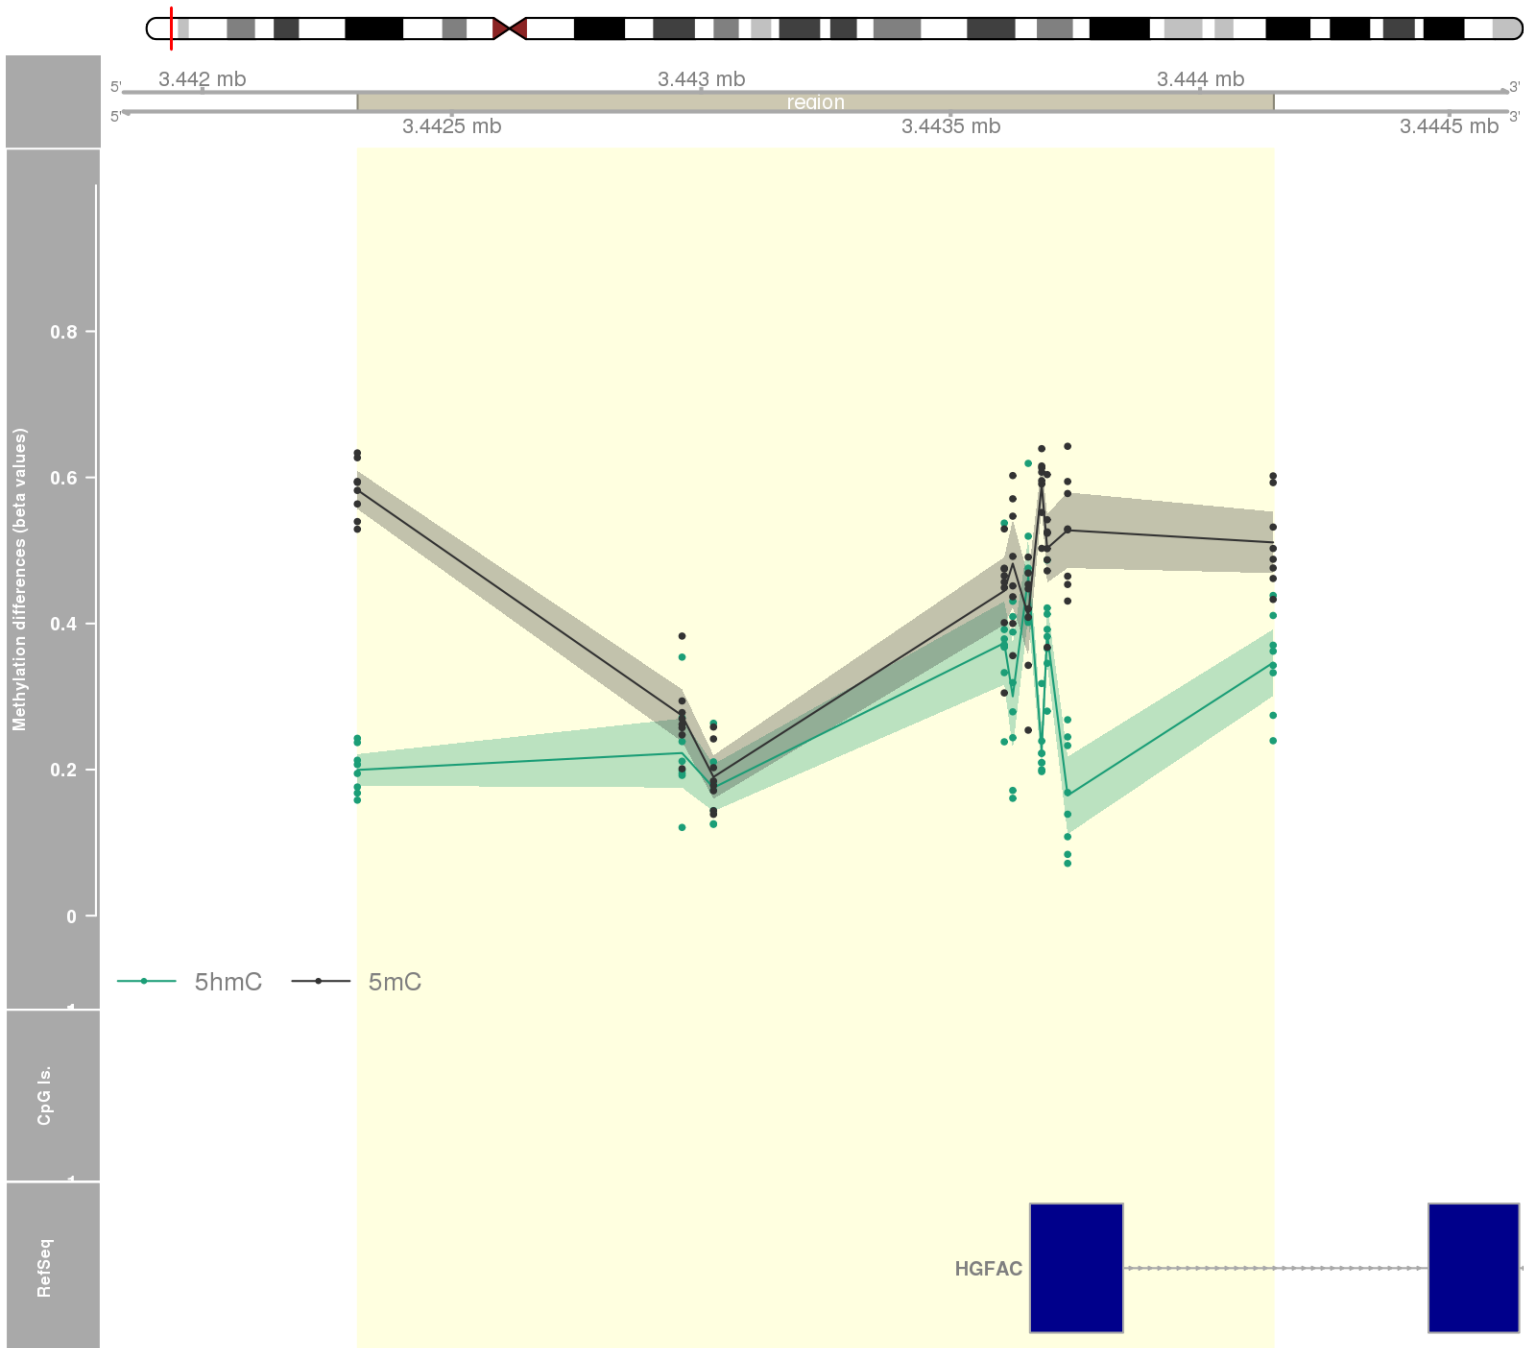 3.442 mb
3.443 mb
3.444 mb
5'
3'
region
5'
3'
3.4425 mb
3.4435 mb
3.4445 mb
Methylation differences (beta values)
0.8
0.6
0.4
0.2
0
5hmC
5mC
CpG Is.
RefSeq
HGFAC